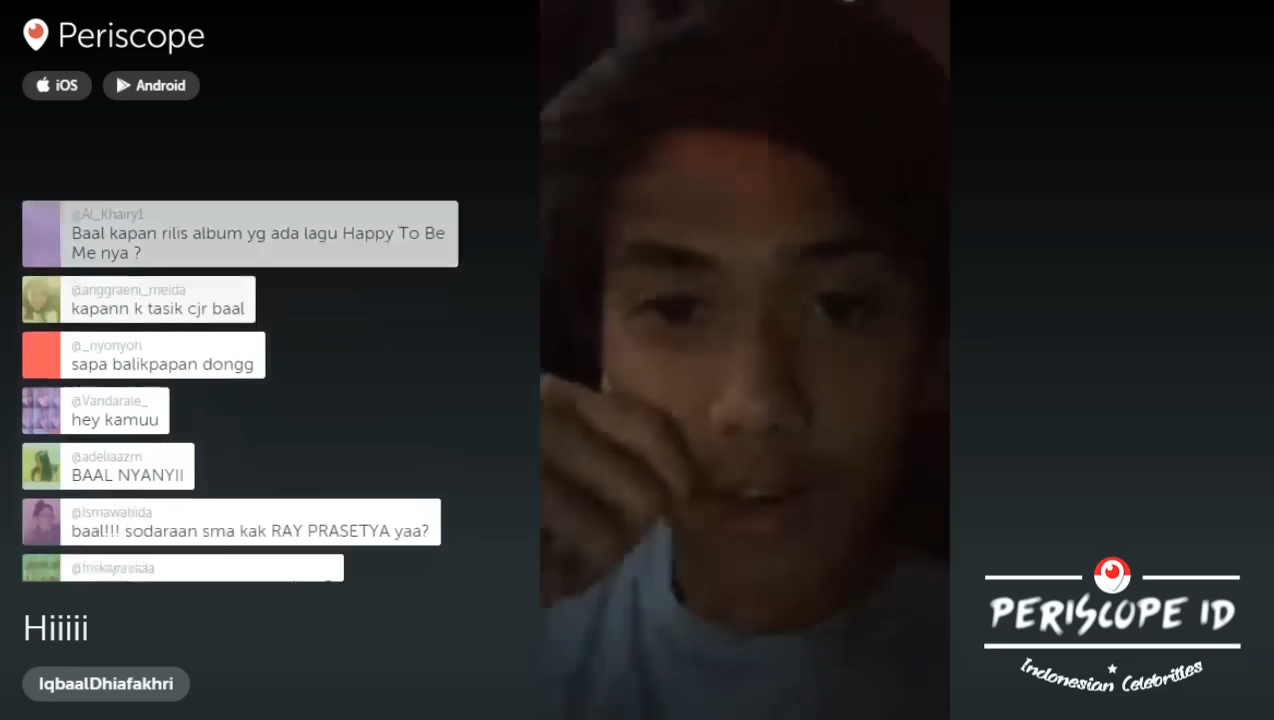 Periscope
iOS
Android
@Al_Khairy1
Baal kapan rilis album yg ada lagu Happy To Be
Me nya ?
@anggraeni_melda
kapann k tasik cjr baal
@_nyonyoh
sapa balikpapan dongg
@Vandarale_
hey kamuu
@adeliaazm
BAAL NYANYII
@Ismawatiida
baal!!! sodaraan sma kak RAY PRASETYA yaa?
Hiiiii
IqbaalDhiafakhri
PERISCOPE ID
Indonesian Celebrities